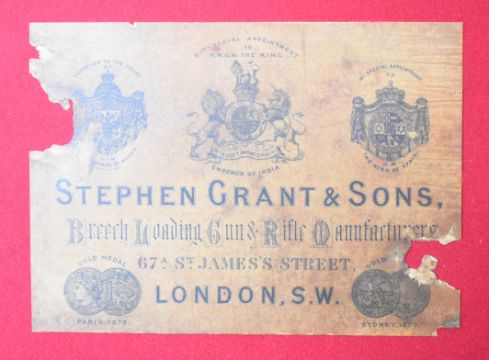 BY SPECIAL APPOINTMENT
TO
H.M.G.M. THE KING
EMPEROR OF INDIA
BY SPECIAL APPOINTMENT
TO
H.M.
THE KING OF SPAIN
STEPHEN GRANT & SONS,
Breech Loading Gun & Rifle Manufacturers
67A ST JAMES'S STREET,
LONDON, S.W.
GOLD MEDAL
PARIS, 1878.
GOLD
SYDNEY, 1879.